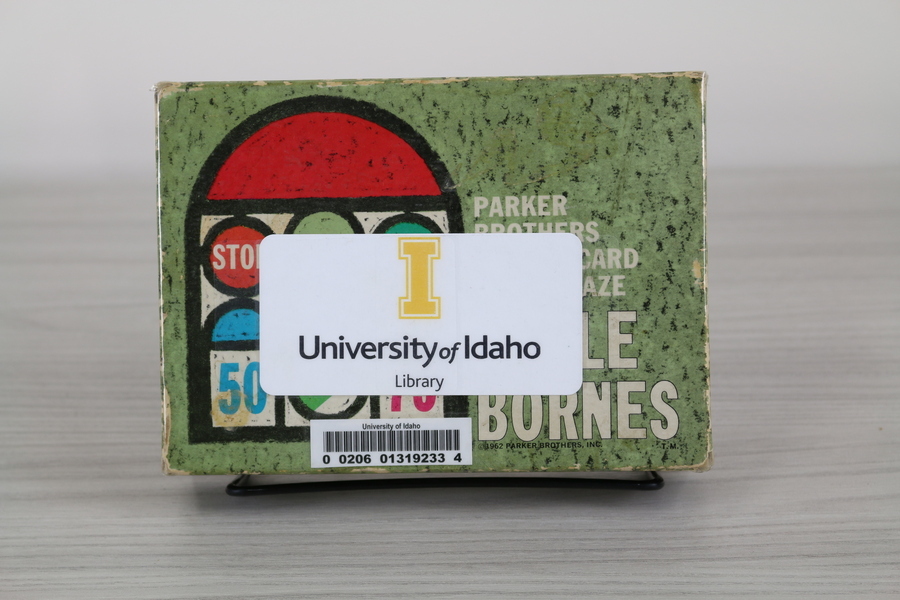 PARKER
BROTHERS
CARD
AZE
LE
BORNES
©1962 PARKER BROTHERS, INC.
T.M.
STO
50
70
I
University of Idaho
Library
University of Idaho
0 0206 01319233 4